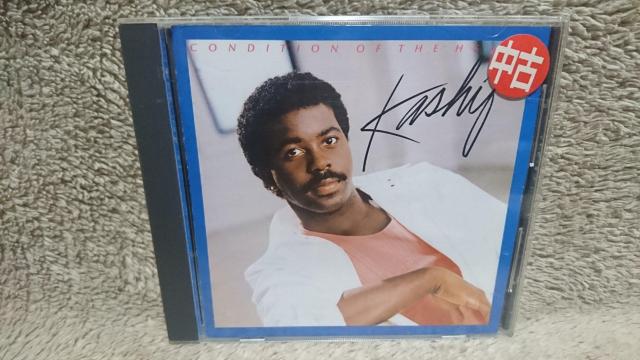 CONDITION OF THE
中古
Kashif